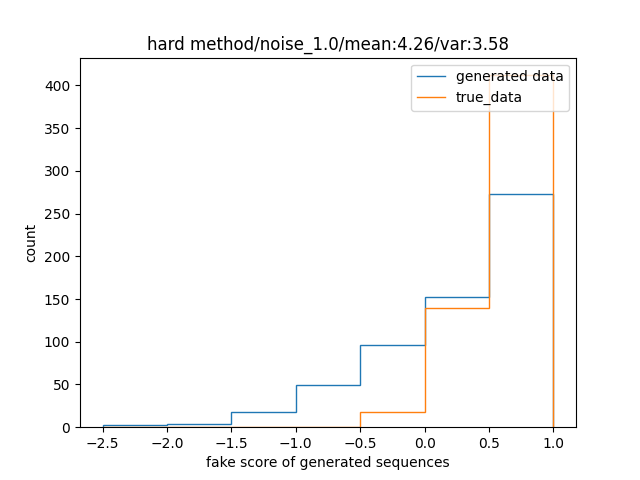 hard method/noise_1.0/mean:4.26/var:3.58
generated data
true_data
400
350
300
250
200
150
100
50
0
count
−2.5 −2.0 −1.5 −1.0 −0.5 0.0 0.5 1.0
fake score of generated sequences